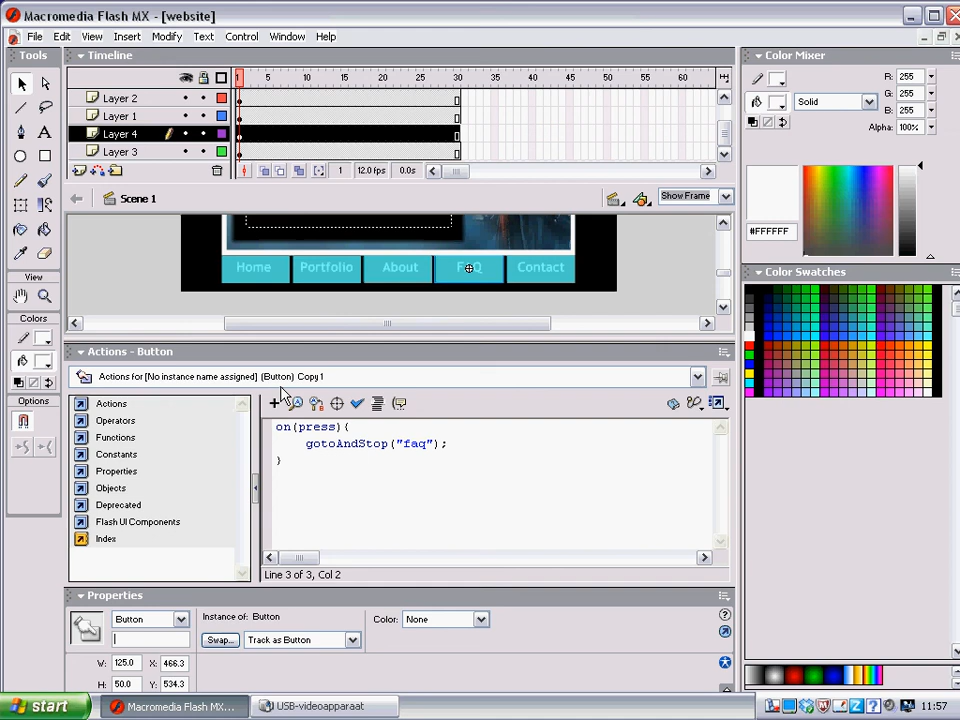 Macromedia Flash MX - [website]
File Edit View Insert Modify Text Control Window Help
Tools
Timeline
Color Mixer
1 5 10 15 20 25 30 35 40 45 50 55 60
Layer 2
Layer 1
Layer 4
Layer 3
1 12.0 fps 0.0s
R: 255
G: 255
B: 255
Alpha: 100%
Solid
#FFFFFF
Scene 1
Show Frame
Home Portfolio About FAQ Contact
View
Colors
Options
Color Swatches
Actions - Button
Actions for [No instance name assigned] (Button) Copy 1
Actions
Operators
Functions
Constants
Properties
Objects
Deprecated
Flash UI Components
Index
on(press){
gotoAndStop("faq");
}
Line 3 of 3, Col 2
Properties
Button
Instance of: Button
Color: None
Swap...
Track as Button
W: 125.0 X: 466.3
H: 50.0 Y: 534.3
start
Macromedia Flash MX...
USB-videoapparaat
11:57